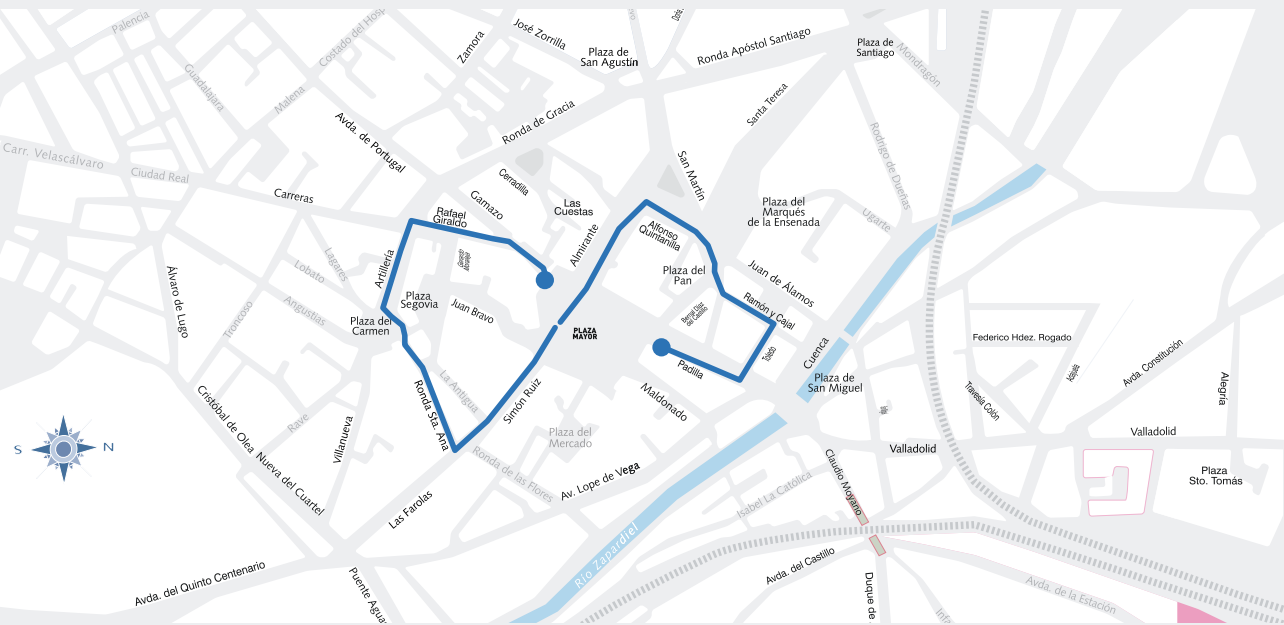 Palencia
Costado del Hosp
José Zorrilla
Zamora
Plaza de
San Agustín
Ronda Apóstol Santiago
Plaza de
Santiago
Mondragón
Guadalajara
Malena
Avda. de Portugal
Ronda de Gracia
Santa Teresa
Rodrigo de Dueñas
Carr. Velascálvaro
Ciudad Real
Carreras
Cerradilla
San Martín
Gamazo
Las
Cuestas
Rafael
Giraldo
Almirante
Alfonso
Quintanilla
Plaza del
Marqués
de la Ensenada
Ugarte
Lagares
Lobato
Artillería
Plaza del
Pan
Juan de Álamos
Álvaro de Lugo
Troncoso
Angustias
Plaza
Segovia
Juan Bravo
Plaza del
Carmen
Bernal Díaz
del Castillo
Ramón y Cajal
PLAZA
MAYOR
Toledo
Cuenca
Federico Hdez. Rogado
Padilla
Plaza de
San Miguel
Avda. Constitución
Alegría
Travesía Colón
La Antigua
Simón Ruiz
Maldonado
Ronda Sta. Ana
Cristóbal de Olea
Rave
Villanueva
Plaza del
Mercado
Valladolid
Valladolid
S
N
Nueva del Cuartel
Ronda de las Flores
Av. Lope de Vega
Claudio Moyano
Isabel La Católica
Plaza
Sto. Tomás
Las Farolas
Río Zapardiel
Avda. del Quinto Centenario
Puente Agua
Avda. del Castillo
Duque de
Avda. de la Estación
Infa